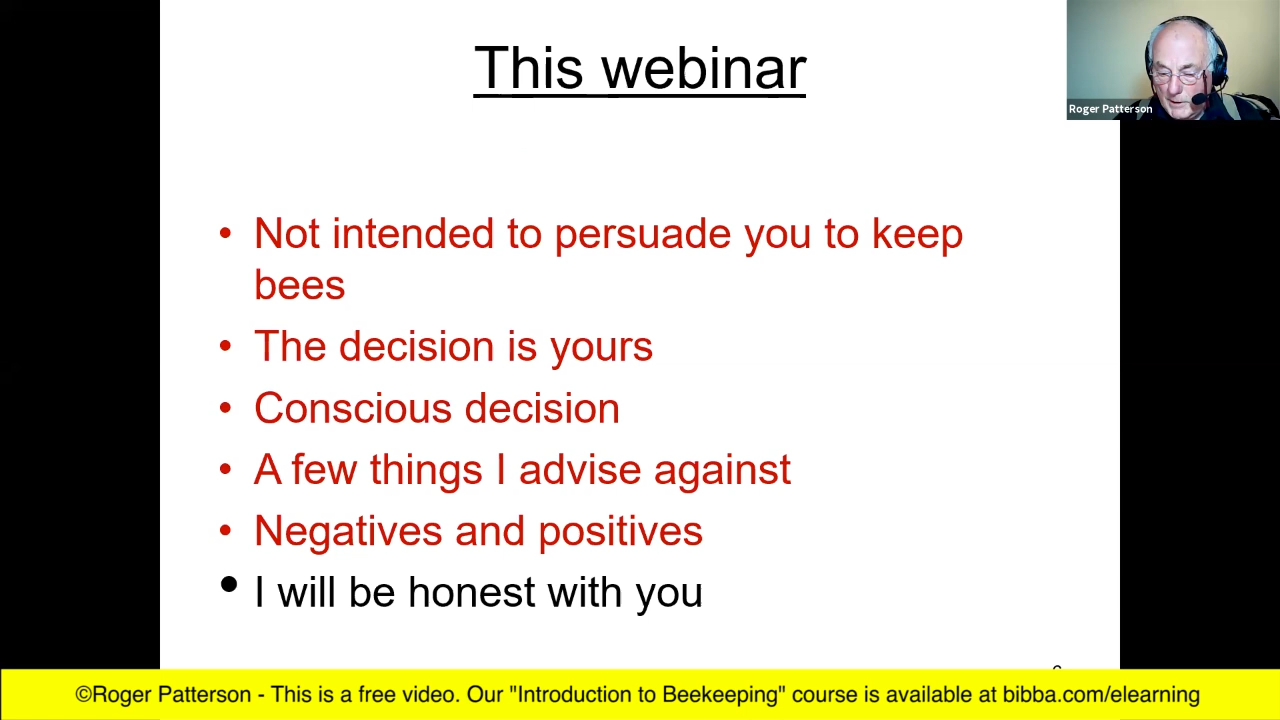 This webinar
Roger Patterson
• Not intended to persuade you to keep
bees
• The decision is yours
• Conscious decision
• A few things I advise against
• Negatives and positives
• I will be honest with you
©Roger Patterson - This is a free video. Our "Introduction to Beekeeping" course is available at bibba.com/elearning